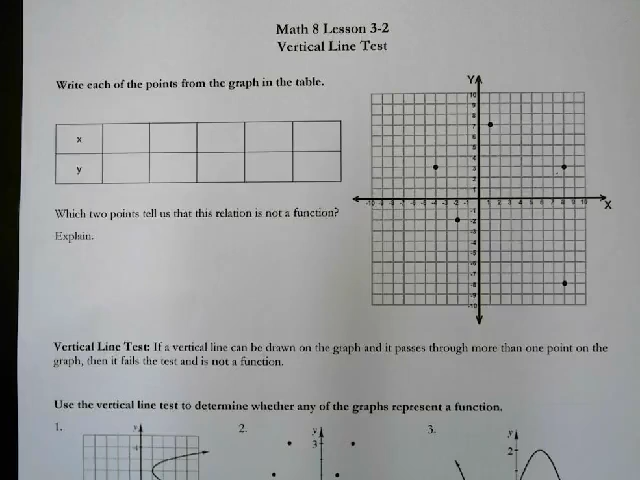 Math 8 Lesson 3-2
Vertical Line Test
Write each of the points from the graph in the table.
x
y
Which two points tell us that this relation is not a function?
Explain.
Y
X
Vertical Line Test: If a vertical line can be drawn on the graph and it passes through more than one point on the
graph, then it fails the test and is not a function.
Use the vertical line test to determine whether any of the graphs represent a function.
1.
2.
3.
y
y
3
y
2